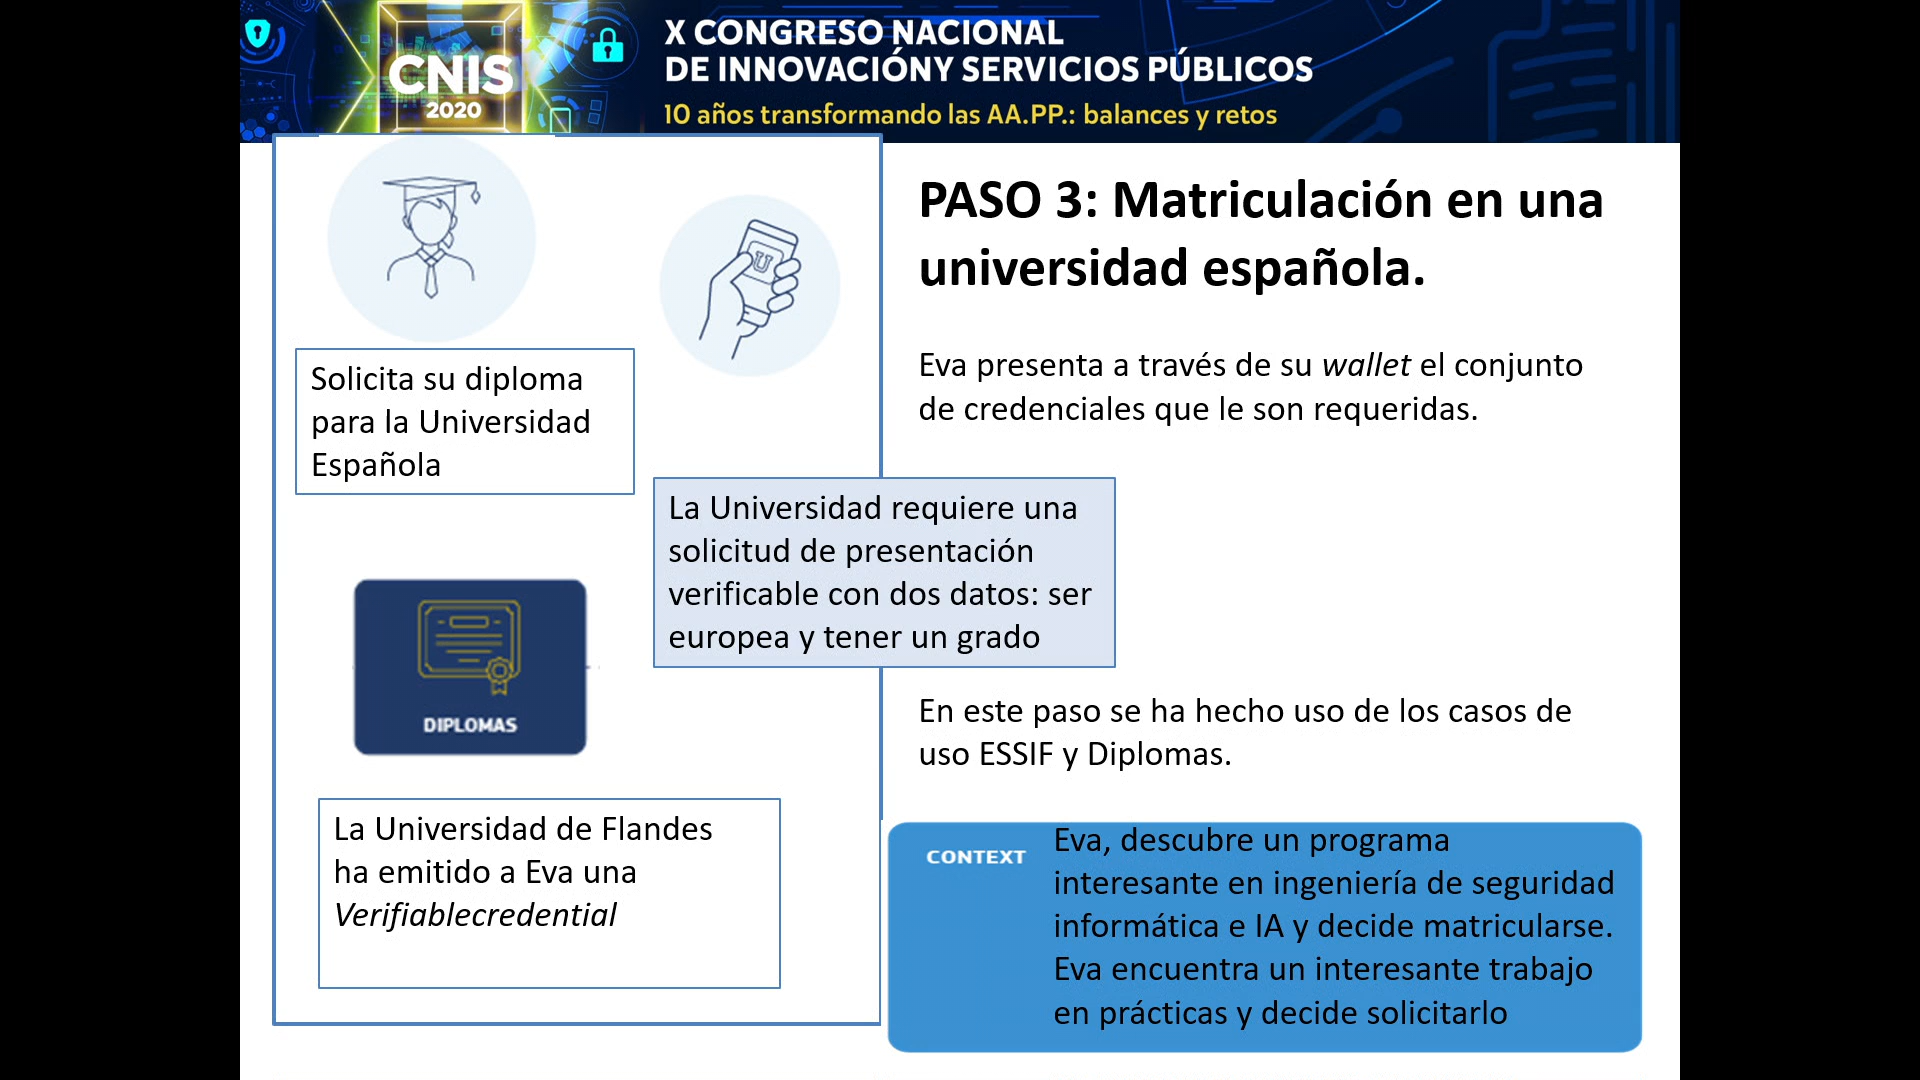 CNIS
2020
X CONGRESO NACIONAL
DE INNOVACIÓNY SERVICIOS PÚBLICOS
10 años transformando las AA.PP.: balances y retos
PASO 3: Matriculación en una
universidad española.
U
Solicita su diploma
para la Universidad
Española
Eva presenta a través de su wallet el conjunto
de credenciales que le son requeridas.
La Universidad requiere una
solicitud de presentación
verificable con dos datos: ser
europea y tener un grado
DIPLOMAS
En este paso se ha hecho uso de los casos de
uso ESSIF y Diplomas.
La Universidad de Flandes
ha emitido a Eva una
Verifiablecredential
CONTEXT
Eva, descubre un programa
interesante en ingeniería de seguridad
informática e IA y decide matricularse.
Eva encuentra un interesante trabajo
en prácticas y decide solicitarlo